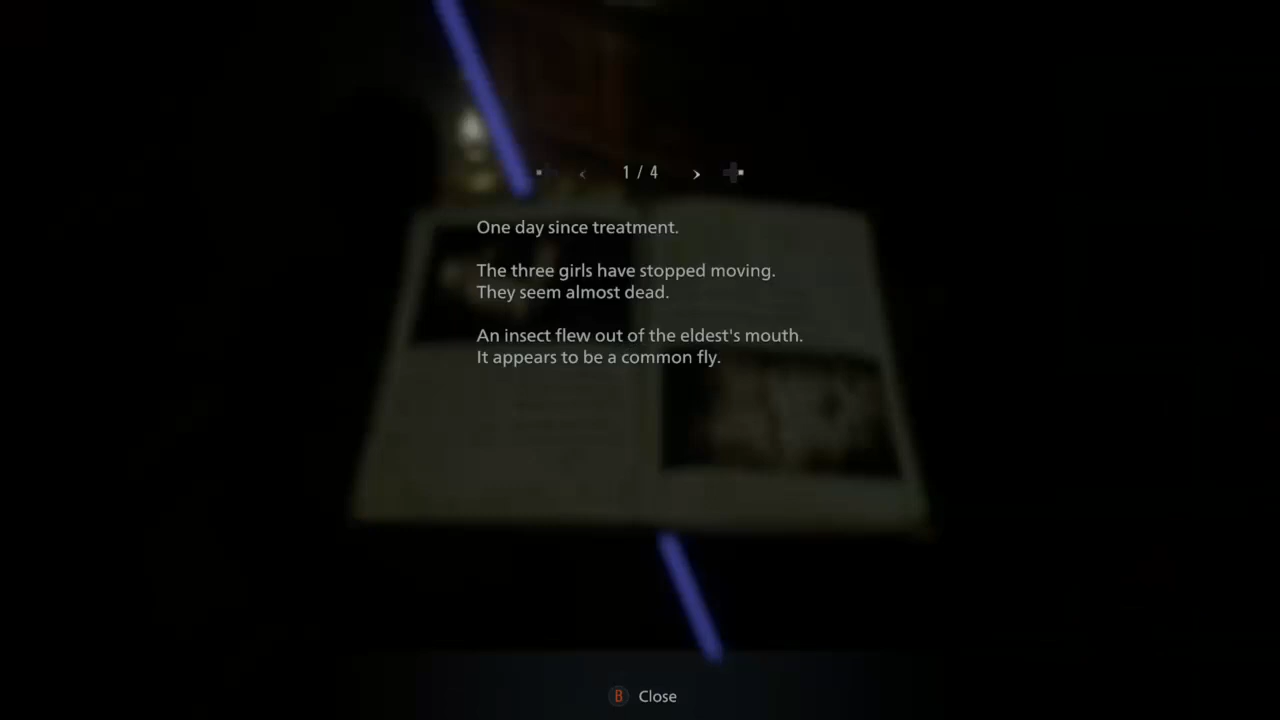 1 / 4
One day since treatment.
The three girls have stopped moving.
They seem almost dead.
An insect flew out of the eldest's mouth.
It appears to be a common fly.
B Close